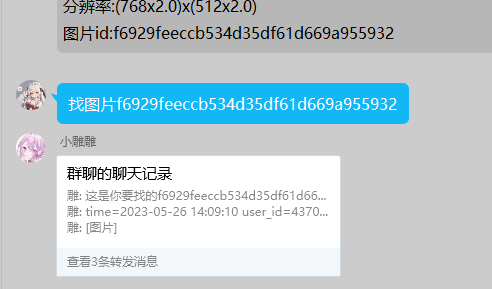 分辨率:(768x2.0)x(512x2.0)
图片id:f6929feeccb534d35df61d669a955932
找图片f6929feeccb534d35df61d669a955932
小雕雕
群聊的聊天记录
雕: 这是你要找的f6929feeccb534d35df61d66...
雕: time=2023-05-26 14:09:10 user_id=4370...
雕: [图片]
查看3条转发消息